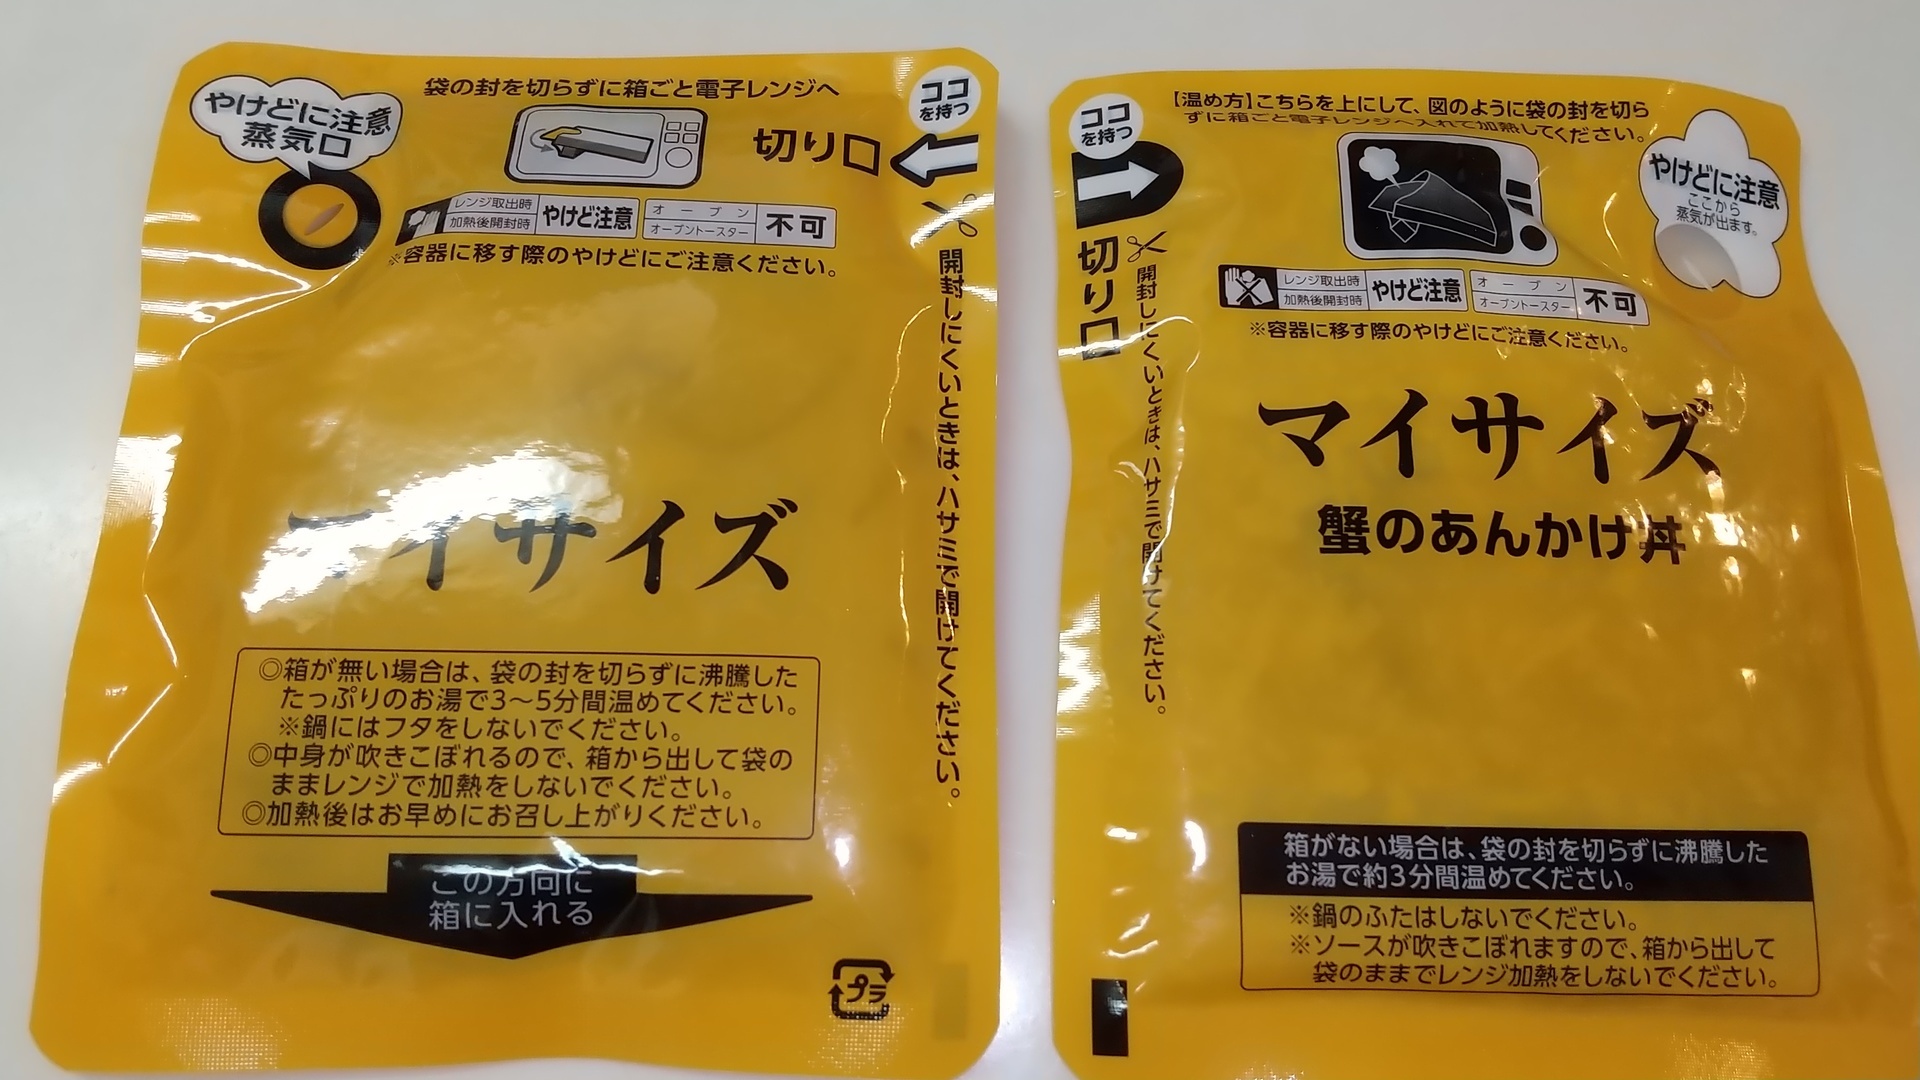 やけどに注意
蒸気口
袋の封を切らずに箱ごと電子レンジへ
切り口
ココ
を持つ
レンジ取出時
加熱後開封時
やけど注意
オーブン
オーブントースター
不可
※容器に移す際のやけどにご注意ください。
開封しにくいときは、ハサミで開けてください。
マイサイズ
◎箱が無い場合は、袋の封を切らずに沸騰した
たっぷりのお湯で3〜5分間温めてください。
※鍋にはフタをしないでください。
◎中身が吹きこぼれるので、箱から出して袋の
ままレンジで加熱をしないでください。
◎加熱後はお早めにお召し上がりください。
この方向に
箱に入れる
プラ
ココ
を持つ
切り口
開封しにくいときは、ハサミで開けてください。
【温め方】こちらを上にして、図のように袋の封を切ら
ずに箱ごと電子レンジへ入れて加熱してください。
やけどに注意
ここから
蒸気が出ます。
レンジ取出時
加熱後開封時
やけど注意
オーブン
オーブントースター
不可
※容器に移す際のやけどにご注意ください。
マイサイズ
蟹のあんかけ丼
箱がない場合は、袋の封を切らずに沸騰した
お湯で約3分間温めてください。
※鍋のふたはしないでください。
※ソースが吹きこぼれますので、箱から出して
袋のままでレンジ加熱をしないでください。